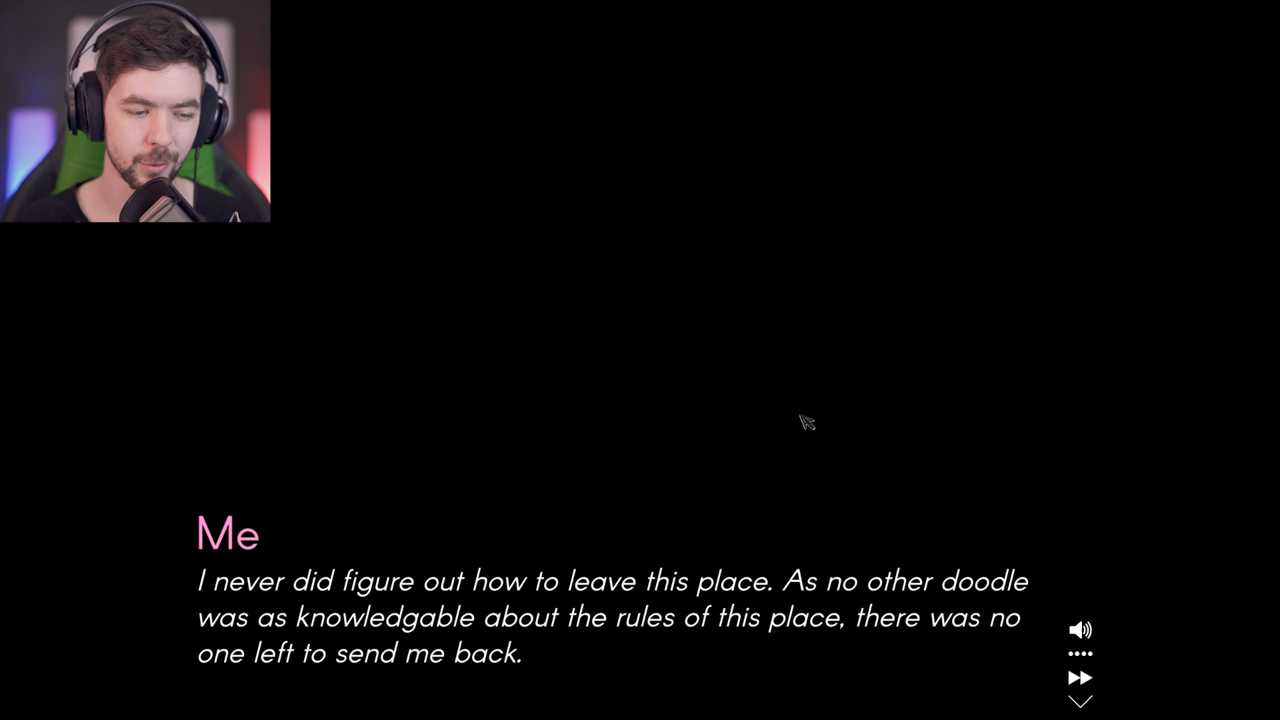 Me
I never did figure out how to leave this place. As no other doodle
was as knowledgable about the rules of this place, there was no
one left to send me back.